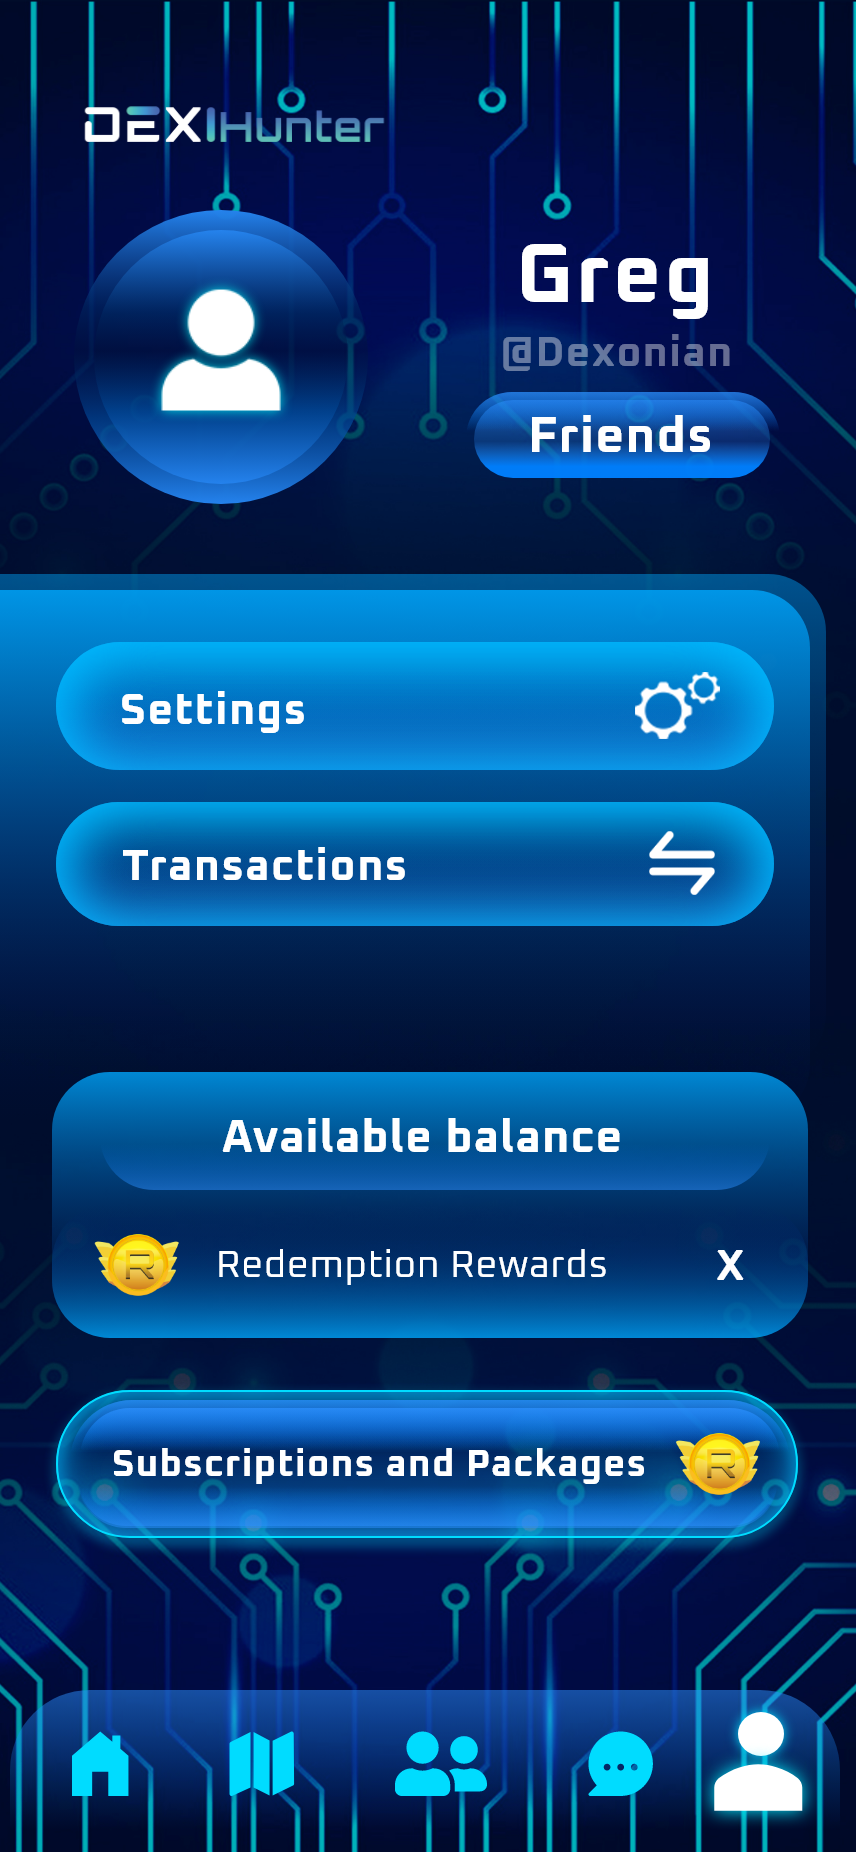 DEXIHunter
Greg
@Dexonian
Friends
Settings
Transactions
Available balance
R Redemption Rewards X
Subscriptions and Packages R